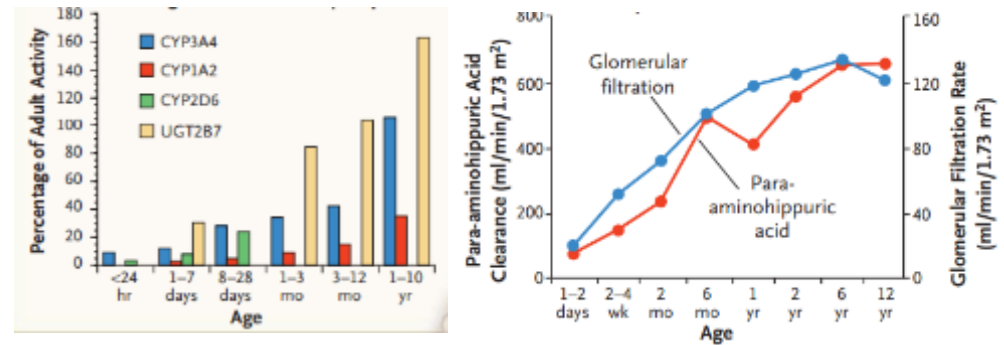 180
160
140
120
100
80
60
40
20
0
Percentage of Adult Activity
CYP3A4
CYP1A2
CYP2D6
UGT2B7
<24 1–7 8–28 1–3 3–12 1–10
hr days days mo mo yr
Age
800
600
400
200
0
Para-aminohippuric Acid
Clearance (ml/min/1.73 m²)
Glomerular
filtration
Para-
aminohippuric
acid
160
120
80
40
0
Glomerular Filtration Rate
(ml/min/1.73 m²)
1–2 2–4 2 6 1 2 6 12
days wk mo mo yr yr yr yr
Age